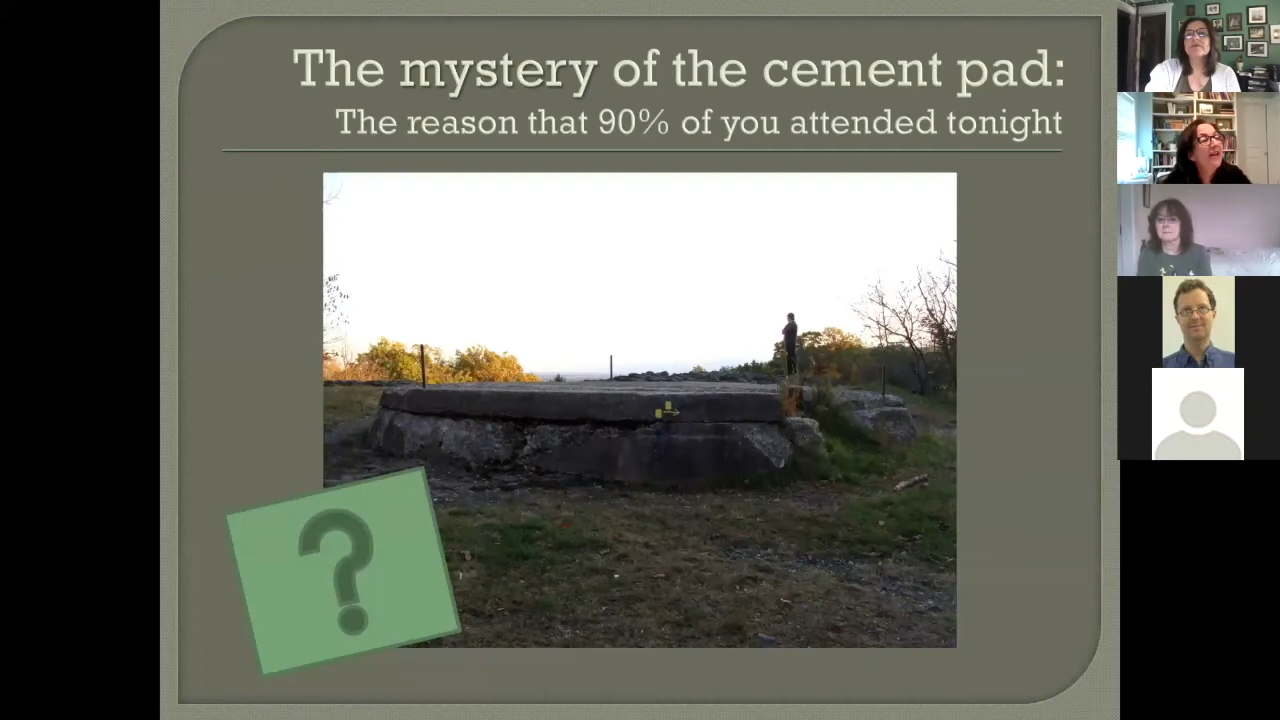 The mystery of the cement pad:
The reason that 90% of you attended tonight
?